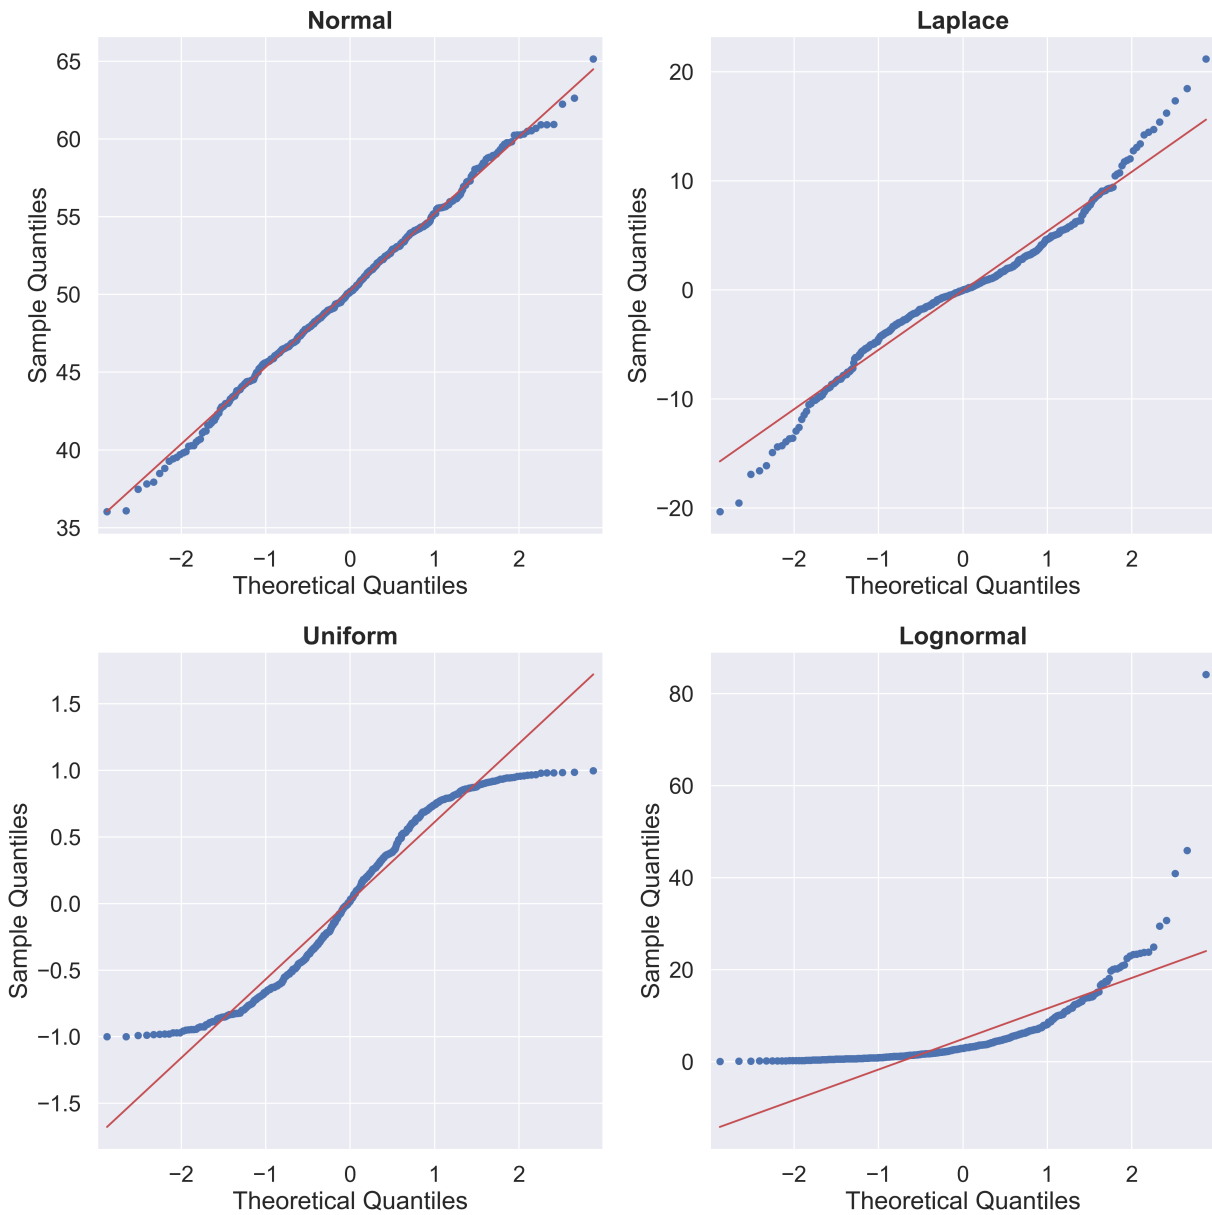 Normal
65
60
55
50
45
40
35
Sample Quantiles
−2 −1 0 1 2
Theoretical Quantiles
Laplace
20
10
0
−10
−20
Sample Quantiles
−2 −1 0 1 2
Theoretical Quantiles
Uniform
1.5
1.0
0.5
0.0
−0.5
−1.0
−1.5
Sample Quantiles
−2 −1 0 1 2
Theoretical Quantiles
Lognormal
80
60
40
20
0
Sample Quantiles
−2 −1 0 1 2
Theoretical Quantiles